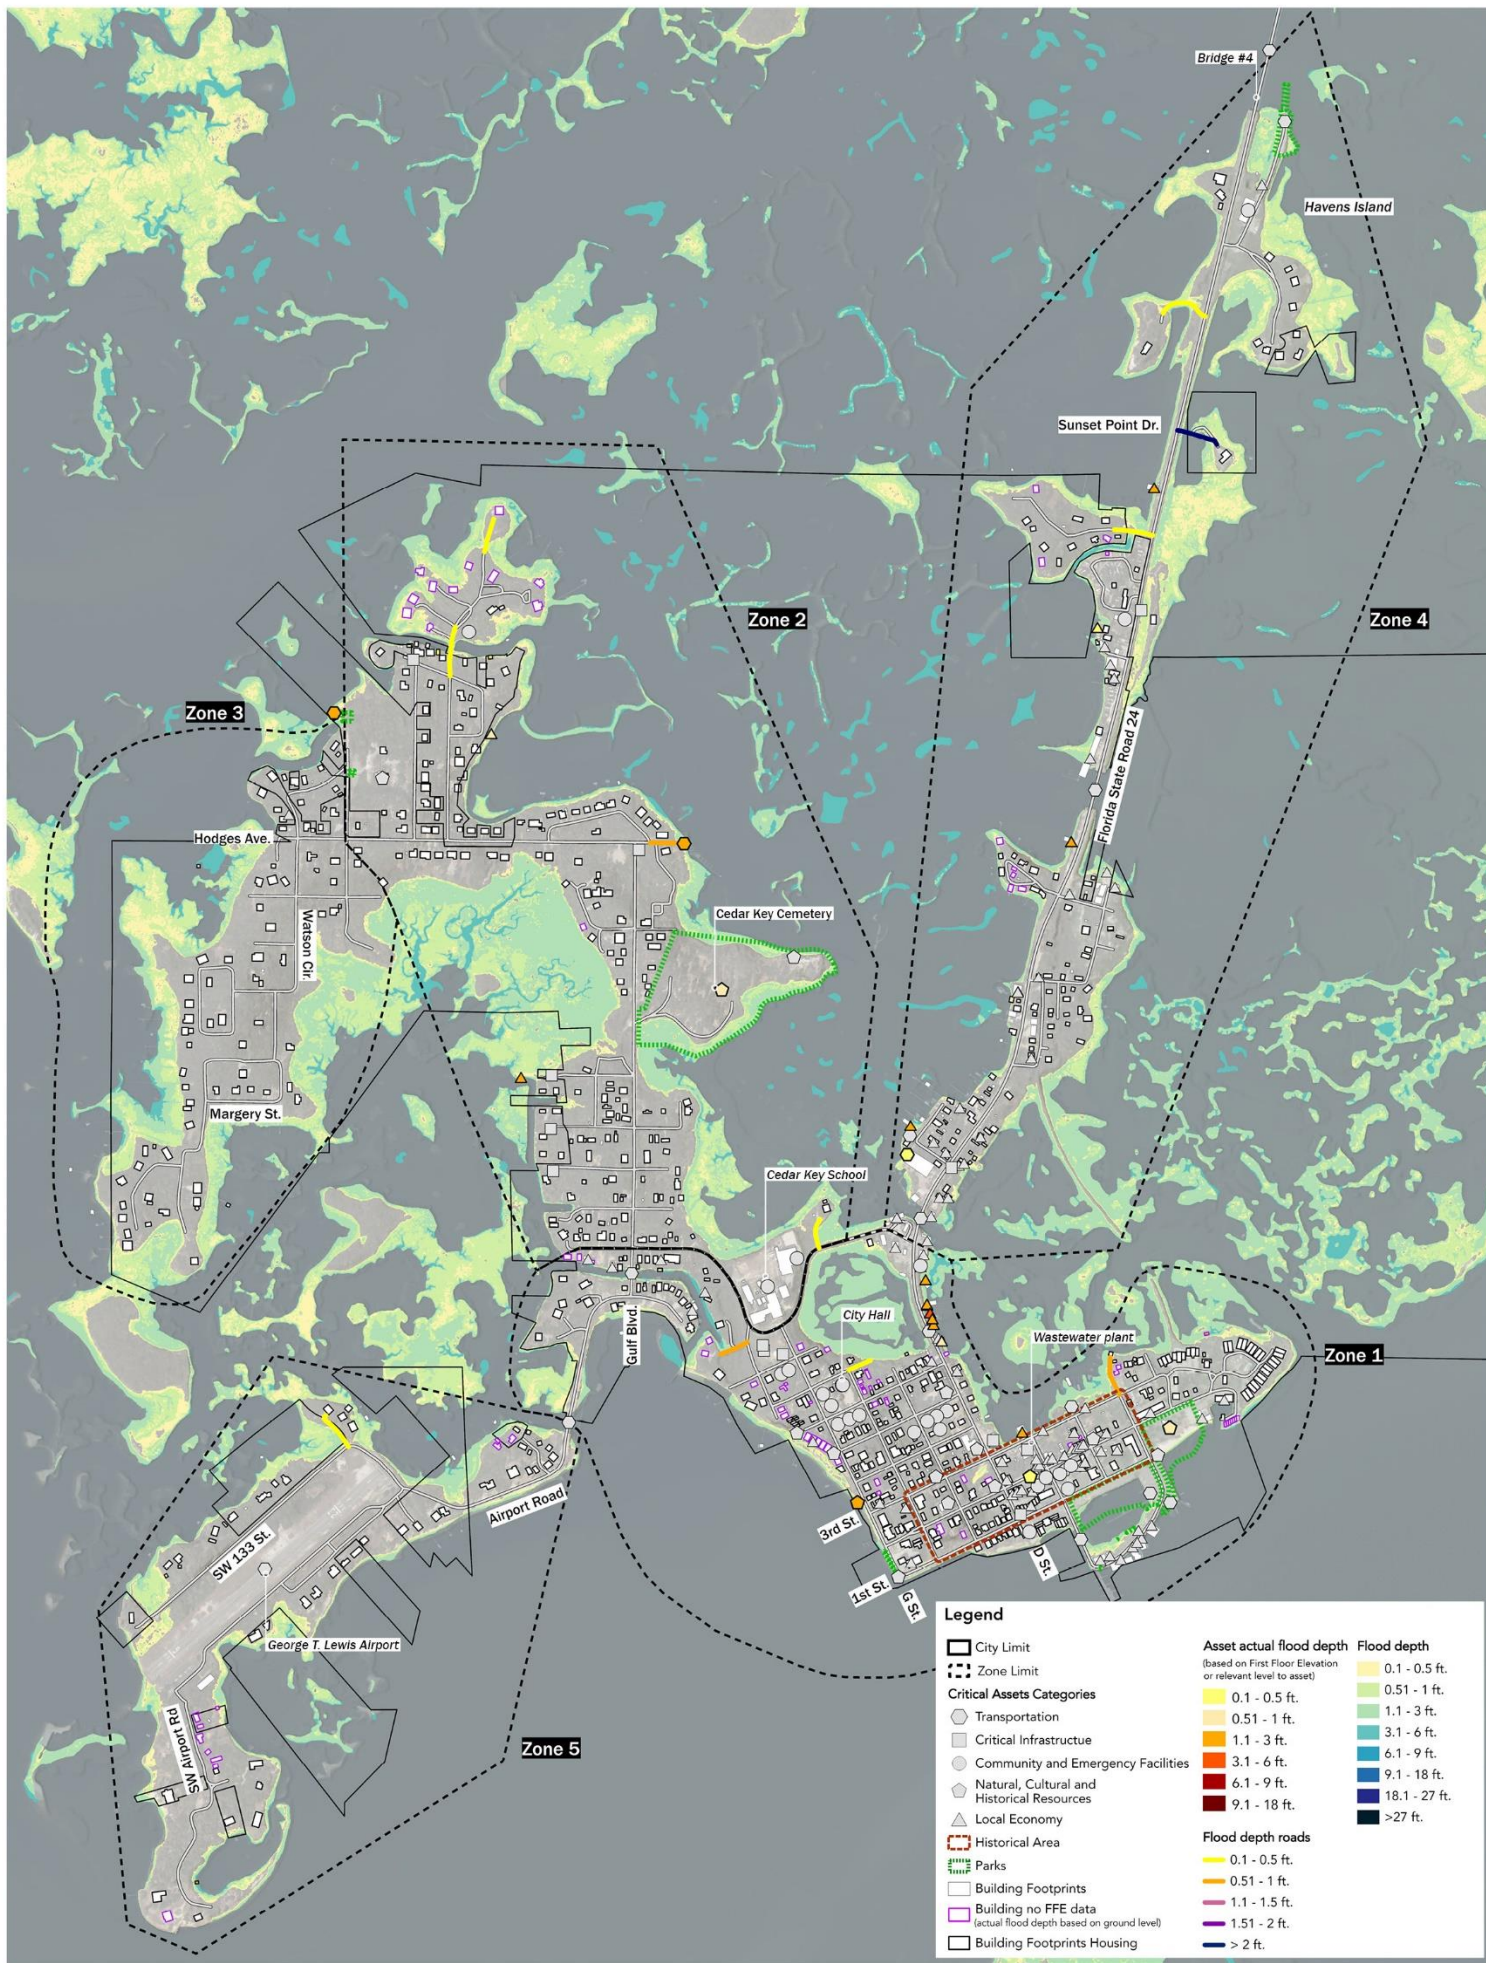 Bridge #4
Havens Island
Sunset Point Dr.
Zone 2
Zone 4
Zone 3
Florida State Road 24
Hodges Ave.
Cedar Key Cemetery
Watson Cir.
Margery St.
Cedar Key School
City Hall
Gulf Blvd.
Wastewater plant
Zone 1
Airport Road
3rd St.
SW 133 St.
D St.
1st St.
G St.
George T. Lewis Airport
SW Airport Rd
Zone 5
Legend
City Limit
Zone Limit
Critical Assets Categories
Transportation
Critical Infrastructue
Community and Emergency Facilities
Natural, Cultural and
Historical Resources
Local Economy
Historical Area
Parks
Building Footprints
Building no FFE data
(actual flood depth based on ground level)
Building Footprints Housing
Asset actual flood depth
(based on First Floor Elevation
or relevant level to asset)
0.1 - 0.5 ft.
0.51 - 1 ft.
1.1 - 3 ft.
3.1 - 6 ft.
6.1 - 9 ft.
9.1 - 18 ft.
Flood depth roads
0.1 - 0.5 ft.
0.51 - 1 ft.
1.1 - 1.5 ft.
1.51 - 2 ft.
> 2 ft.
Flood depth
0.1 - 0.5 ft.
0.51 - 1 ft.
1.1 - 3 ft.
3.1 - 6 ft.
6.1 - 9 ft.
9.1 - 18 ft.
18.1 - 27 ft.
>27 ft.